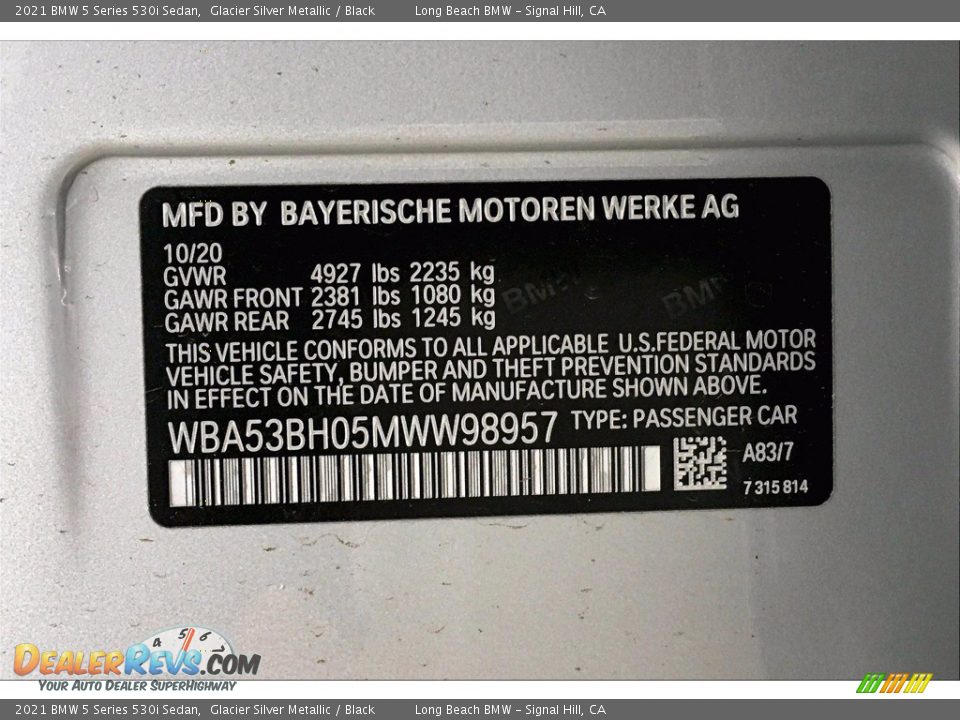 2021 BMW 5 Series 530i Sedan, Glacier Silver Metallic / Black Long Beach BMW - Signal Hill, CA
MFD BY BAYERISCHE MOTOREN WERKE AG
10/20
GVWR 4927 lbs 2235 kg
GAWR FRONT 2381 lbs 1080 kg
GAWR REAR 2745 lbs 1245 kg
BMW BMW
THIS VEHICLE CONFORMS TO ALL APPLICABLE U.S.FEDERAL MOTOR
VEHICLE SAFETY, BUMPER AND THEFT PREVENTION STANDARDS
IN EFFECT ON THE DATE OF MANUFACTURE SHOWN ABOVE.
WBA53BH05MWW98957 TYPE: PASSENGER CAR
A83/7
7 315 814
4 5 6
DealerRevs.com
Your Auto Dealer SuperHighway
2021 BMW 5 Series 530i Sedan, Glacier Silver Metallic / Black Long Beach BMW - Signal Hill, CA